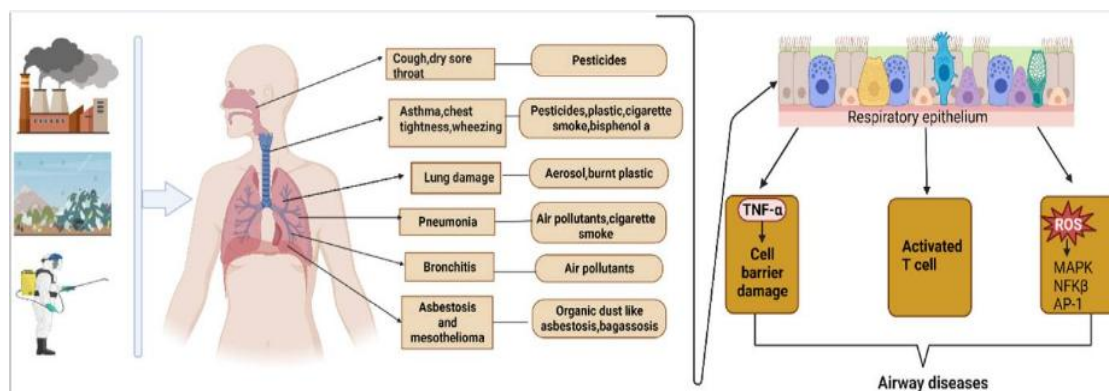 Cough,dry sore
throat
Pesticides
Asthma,chest
tightness,wheezing
Pesticides,plastic,cigarette
smoke,bisphenol a
Lung damage
Aerosol,burnt plastic
Pneumonia
Air pollutants,cigarette
smoke
Bronchitis
Air pollutants
Asbestosis
and
mesothelioma
Organic dust like
asbestosis,bagassosis
Respiratory epithelium
TNF-α
Cell
barrier
damage
Activated
T cell
ROS
MAPK
NFKβ
AP-1
Airway diseases